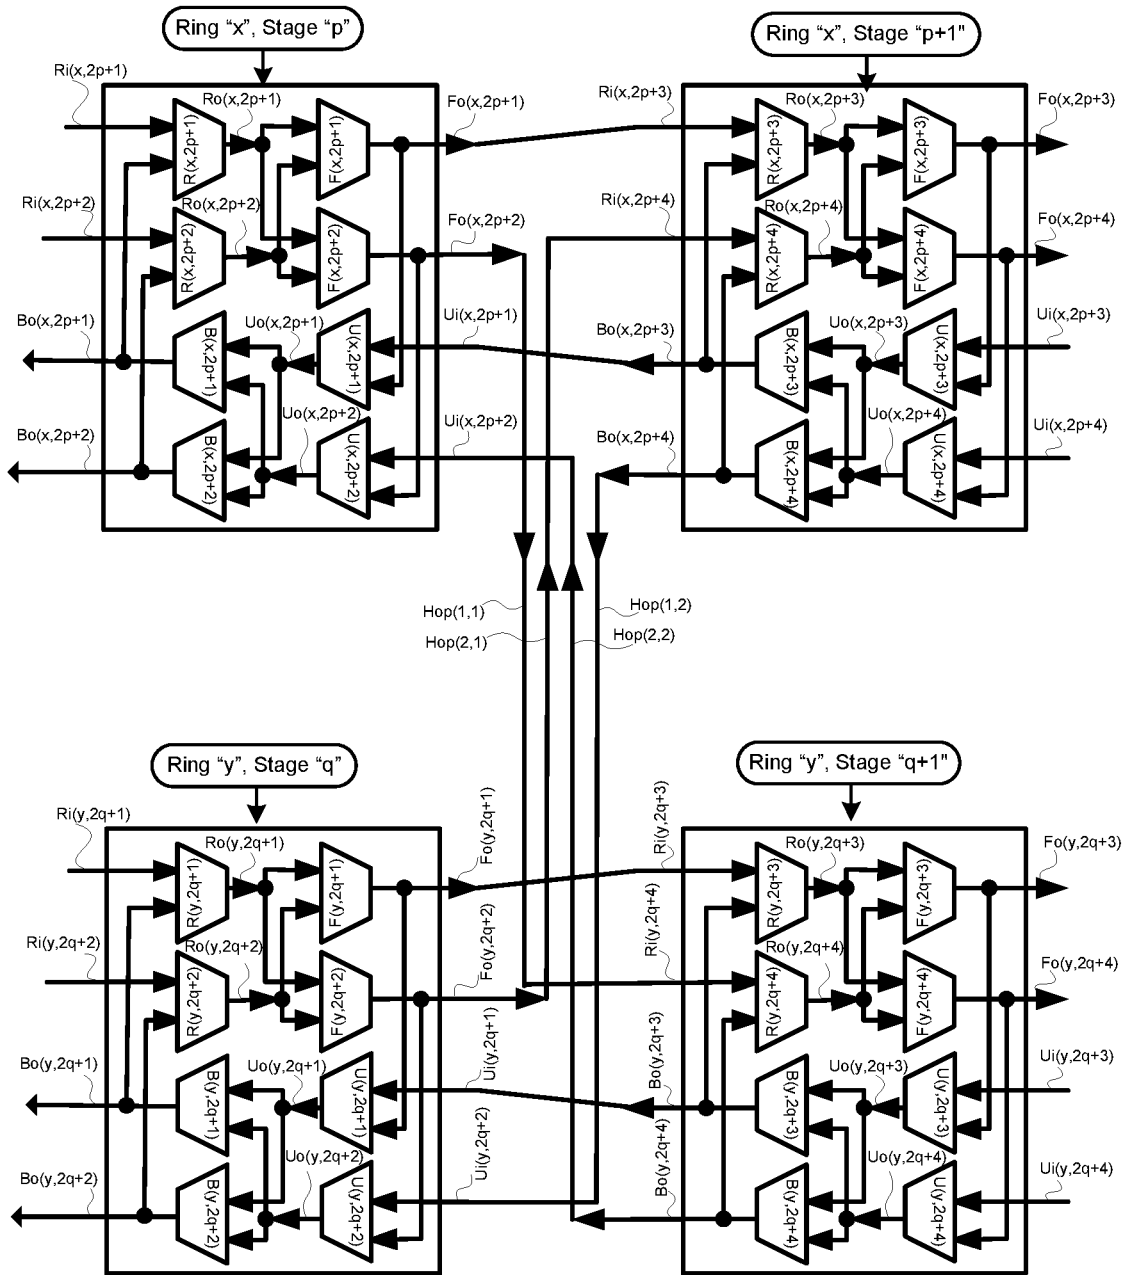 Ring “x”, Stage “p”
Ring “x”, Stage “p+1"
Ri(x,2p+1)
Ro(x,2p+1)
Fo(x,2p+1)
Ri(x,2p+3)
Ro(x,2p+3)
Fo(x,2p+3)
R(x,2p+1)
F(x,2p+1)
R(x,2p+3)
F(x,2p+3)
Ri(x,2p+2)
Ro(x,2p+2)
Fo(x,2p+2)
Ri(x,2p+4)
Ro(x,2p+4)
Fo(x,2p+4)
R(x,2p+2)
F(x,2p+2)
R(x,2p+4)
F(x,2p+4)
Bo(x,2p+1)
Uo(x,2p+1)
Ui(x,2p+1)
Bo(x,2p+3)
Uo(x,2p+3)
Ui(x,2p+3)
B(x,2p+1)
U(x,2p+1)
B(x,2p+3)
U(x,2p+3)
Bo(x,2p+2)
Uo(x,2p+2)
Ui(x,2p+2)
Bo(x,2p+4)
Uo(x,2p+4)
Ui(x,2p+4)
B(x,2p+2)
U(x,2p+2)
B(x,2p+4)
U(x,2p+4)
Hop(1,1)
Hop(1,2)
Hop(2,1)
Hop(2,2)
Ring “y”, Stage “q”
Ring “y”, Stage “q+1"
Ri(y,2q+1)
Ro(y,2q+1)
Fo(y,2q+1)
Ri(y,2q+3)
Ro(y,2q+3)
Fo(y,2q+3)
R(y,2q+1)
F(y,2q+1)
R(y,2q+3)
F(y,2q+3)
Ri(y,2q+2)
Ro(y,2q+2)
Fo(y,2q+2)
Ri(y,2q+4)
Ro(y,2q+4)
Fo(y,2q+4)
R(y,2q+2)
F(y,2q+2)
R(y,2q+4)
F(y,2q+4)
Bo(y,2q+1)
Uo(y,2q+1)
Ui(y,2q+1)
Bo(y,2q+3)
Uo(y,2q+3)
Ui(y,2q+3)
B(y,2q+1)
U(y,2q+1)
B(y,2q+3)
U(y,2q+3)
Bo(y,2q+2)
Uo(y,2q+2)
Ui(y,2q+2)
Bo(y,2q+4)
Uo(y,2q+4)
Ui(y,2q+4)
B(y,2q+2)
U(y,2q+2)
B(y,2q+4)
U(y,2q+4)